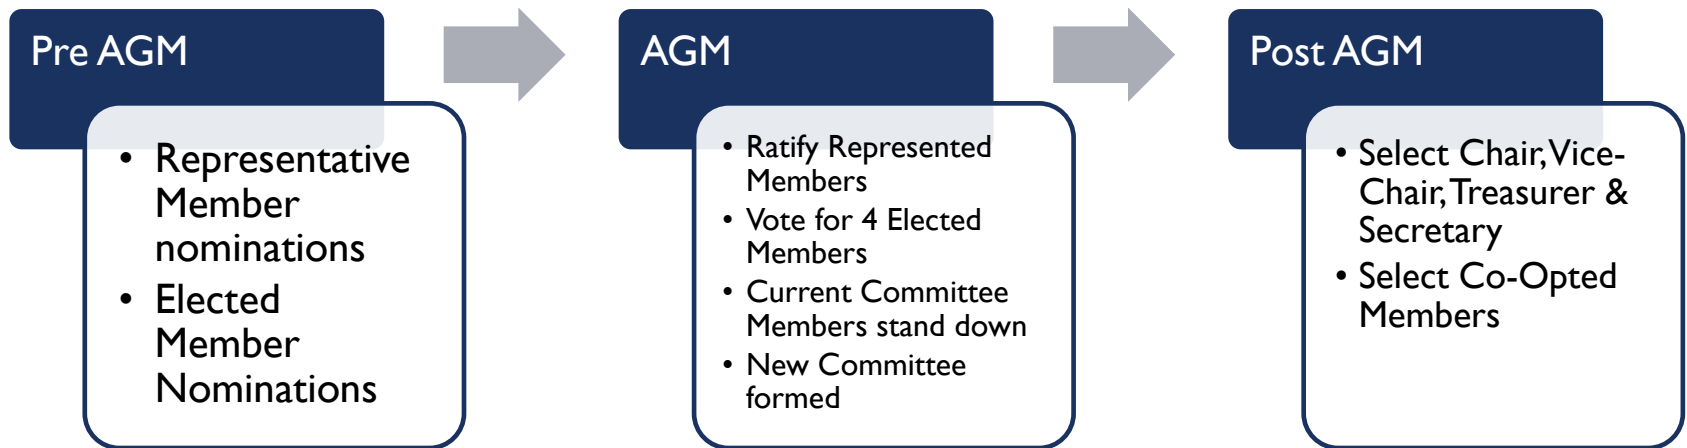 Pre AGM
• Representative
Member
nominations
• Elected
Member
Nominations
AGM
• Ratify Represented
Members
• Vote for 4 Elected
Members
• Current Committee
Members stand down
• New Committee
formed
Post AGM
• Select Chair, Vice-
Chair, Treasurer &
Secretary
• Select Co-Opted
Members